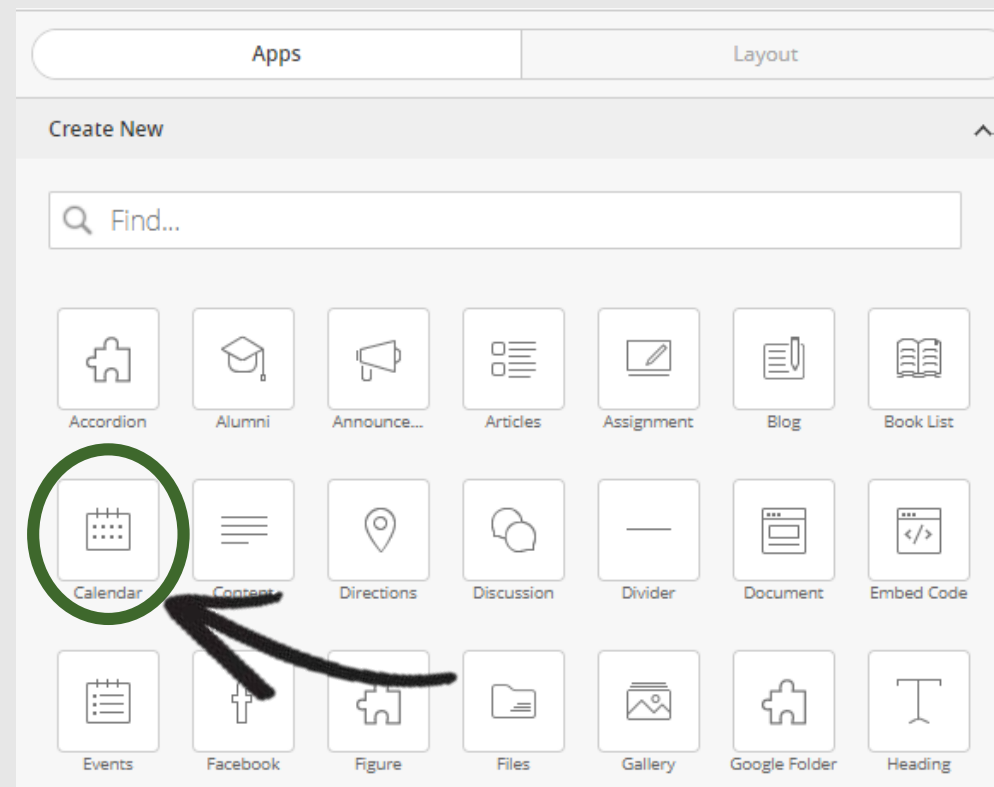 Apps Layout
Create New
Find...
Accordion Alumni Announce... Articles Assignment Blog Book List
Calendar Content Directions Discussion Divider Document Embed Code
Events Facebook Figure Files Gallery Google Folder Heading